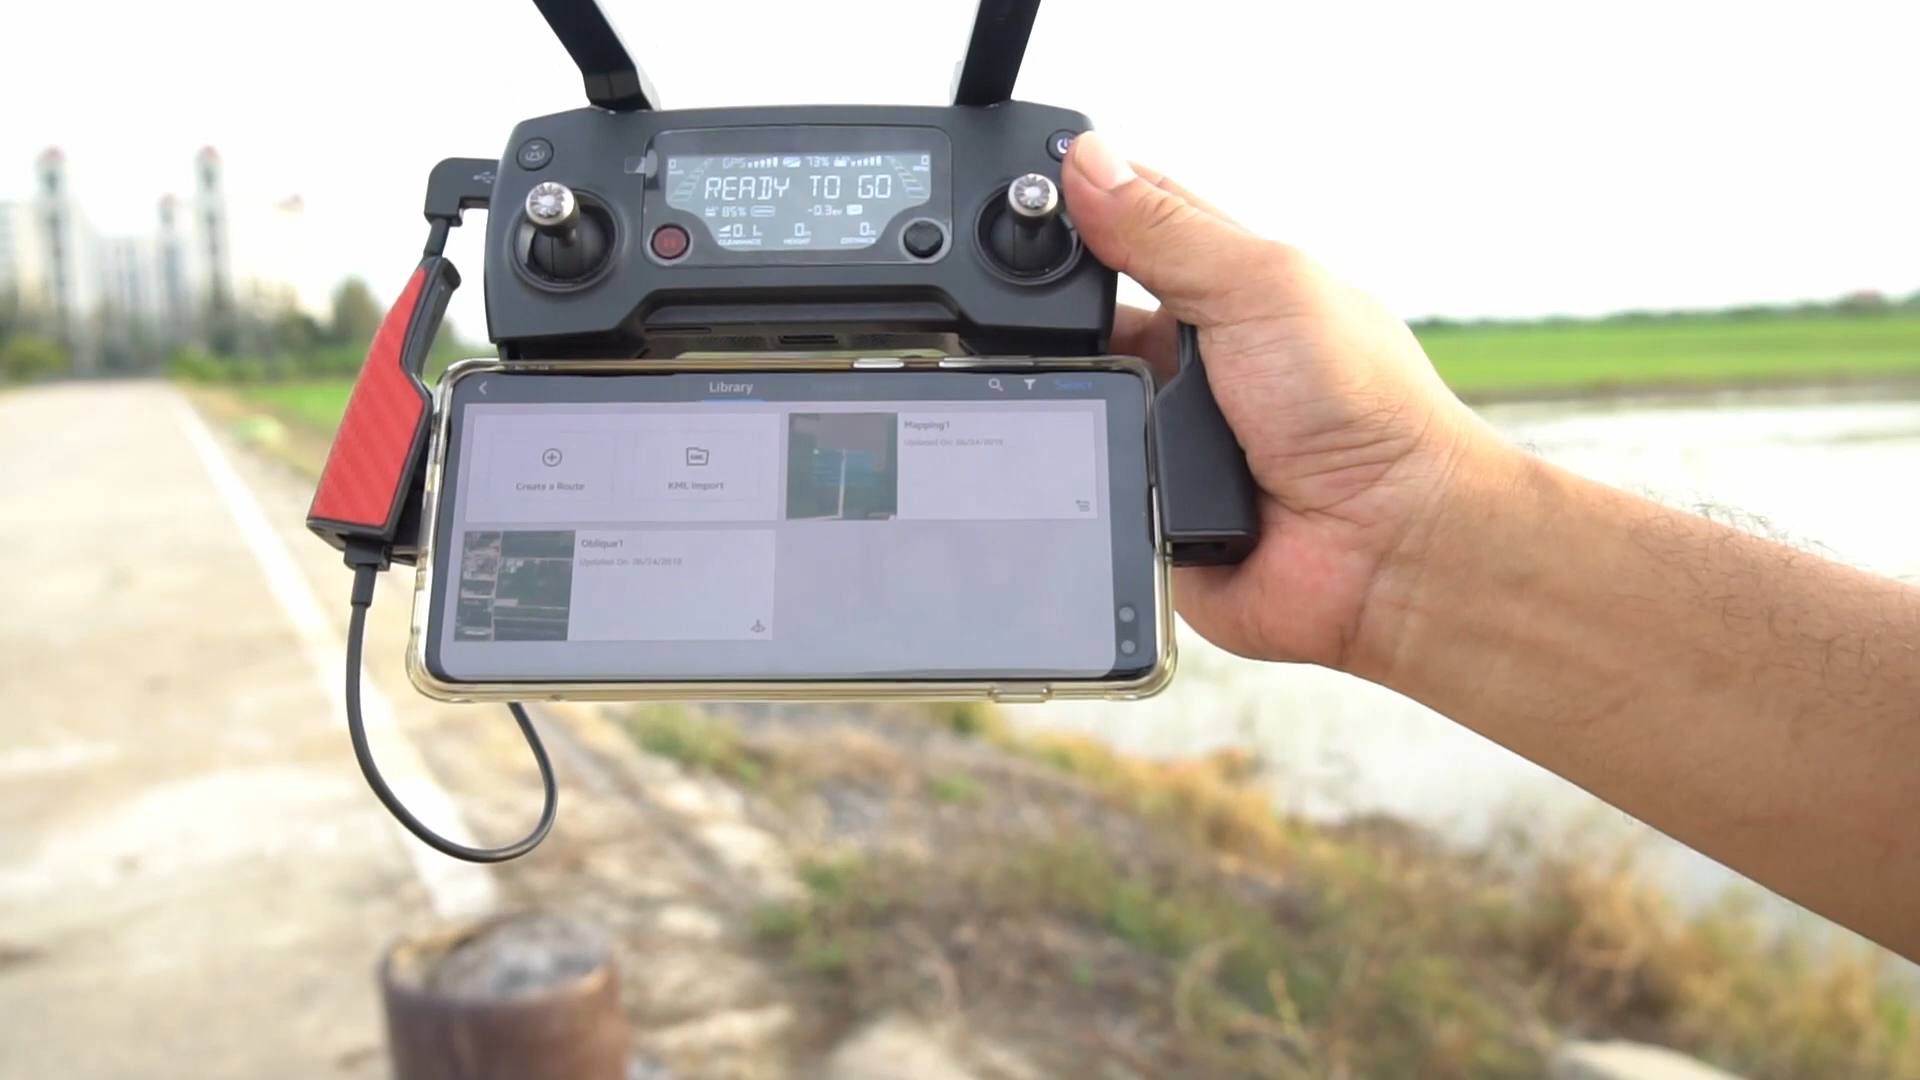 GPS 73%
READY TO GO
85% -0.3EV
0.1m 0m 0m
CLEARANCE HEIGHT DISTANCE
Library
Select
Create a Route
KML Import
Mapping1
Updated On: 06/24/2019
Oblique1
Updated On: 06/24/2019